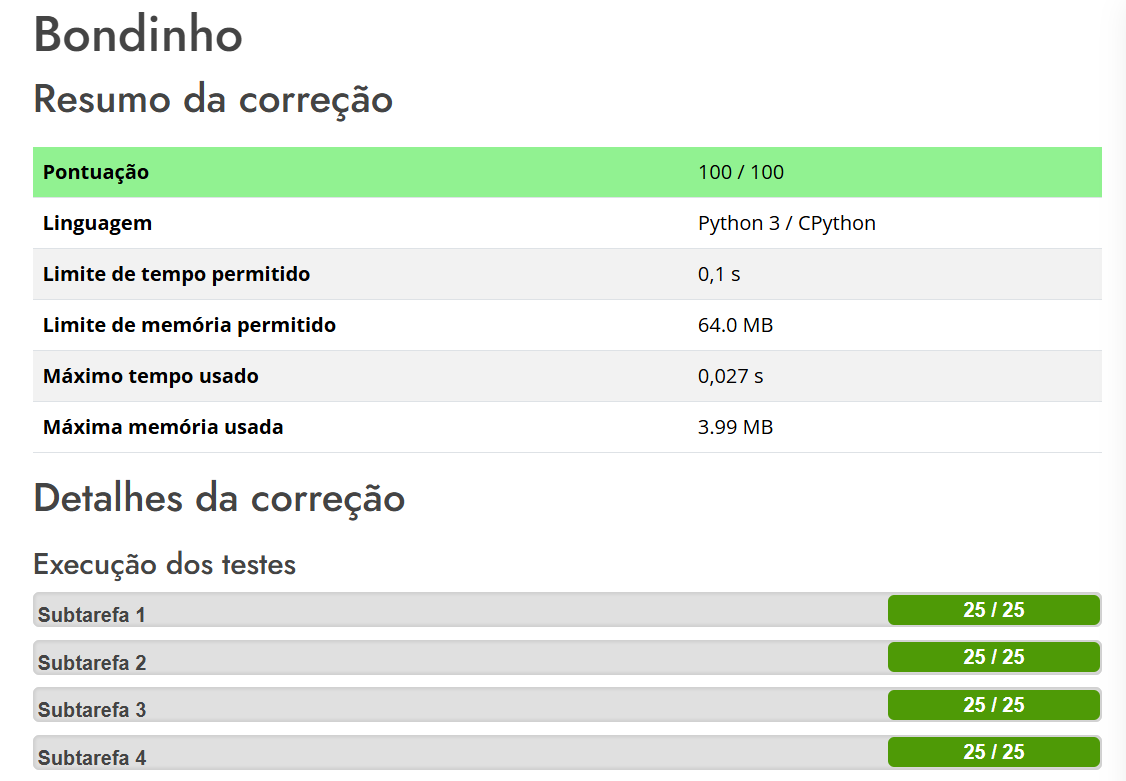 Bondinho
Resumo da correção
Pontuação 100 / 100
Linguagem Python 3 / CPython
Limite de tempo permitido 0,1 s
Limite de memória permitido 64.0 MB
Máximo tempo usado 0,027 s
Máxima memória usada 3.99 MB
Detalhes da correção
Execução dos testes
Subtarefa 1 25 / 25
Subtarefa 2 25 / 25
Subtarefa 3 25 / 25
Subtarefa 4 25 / 25